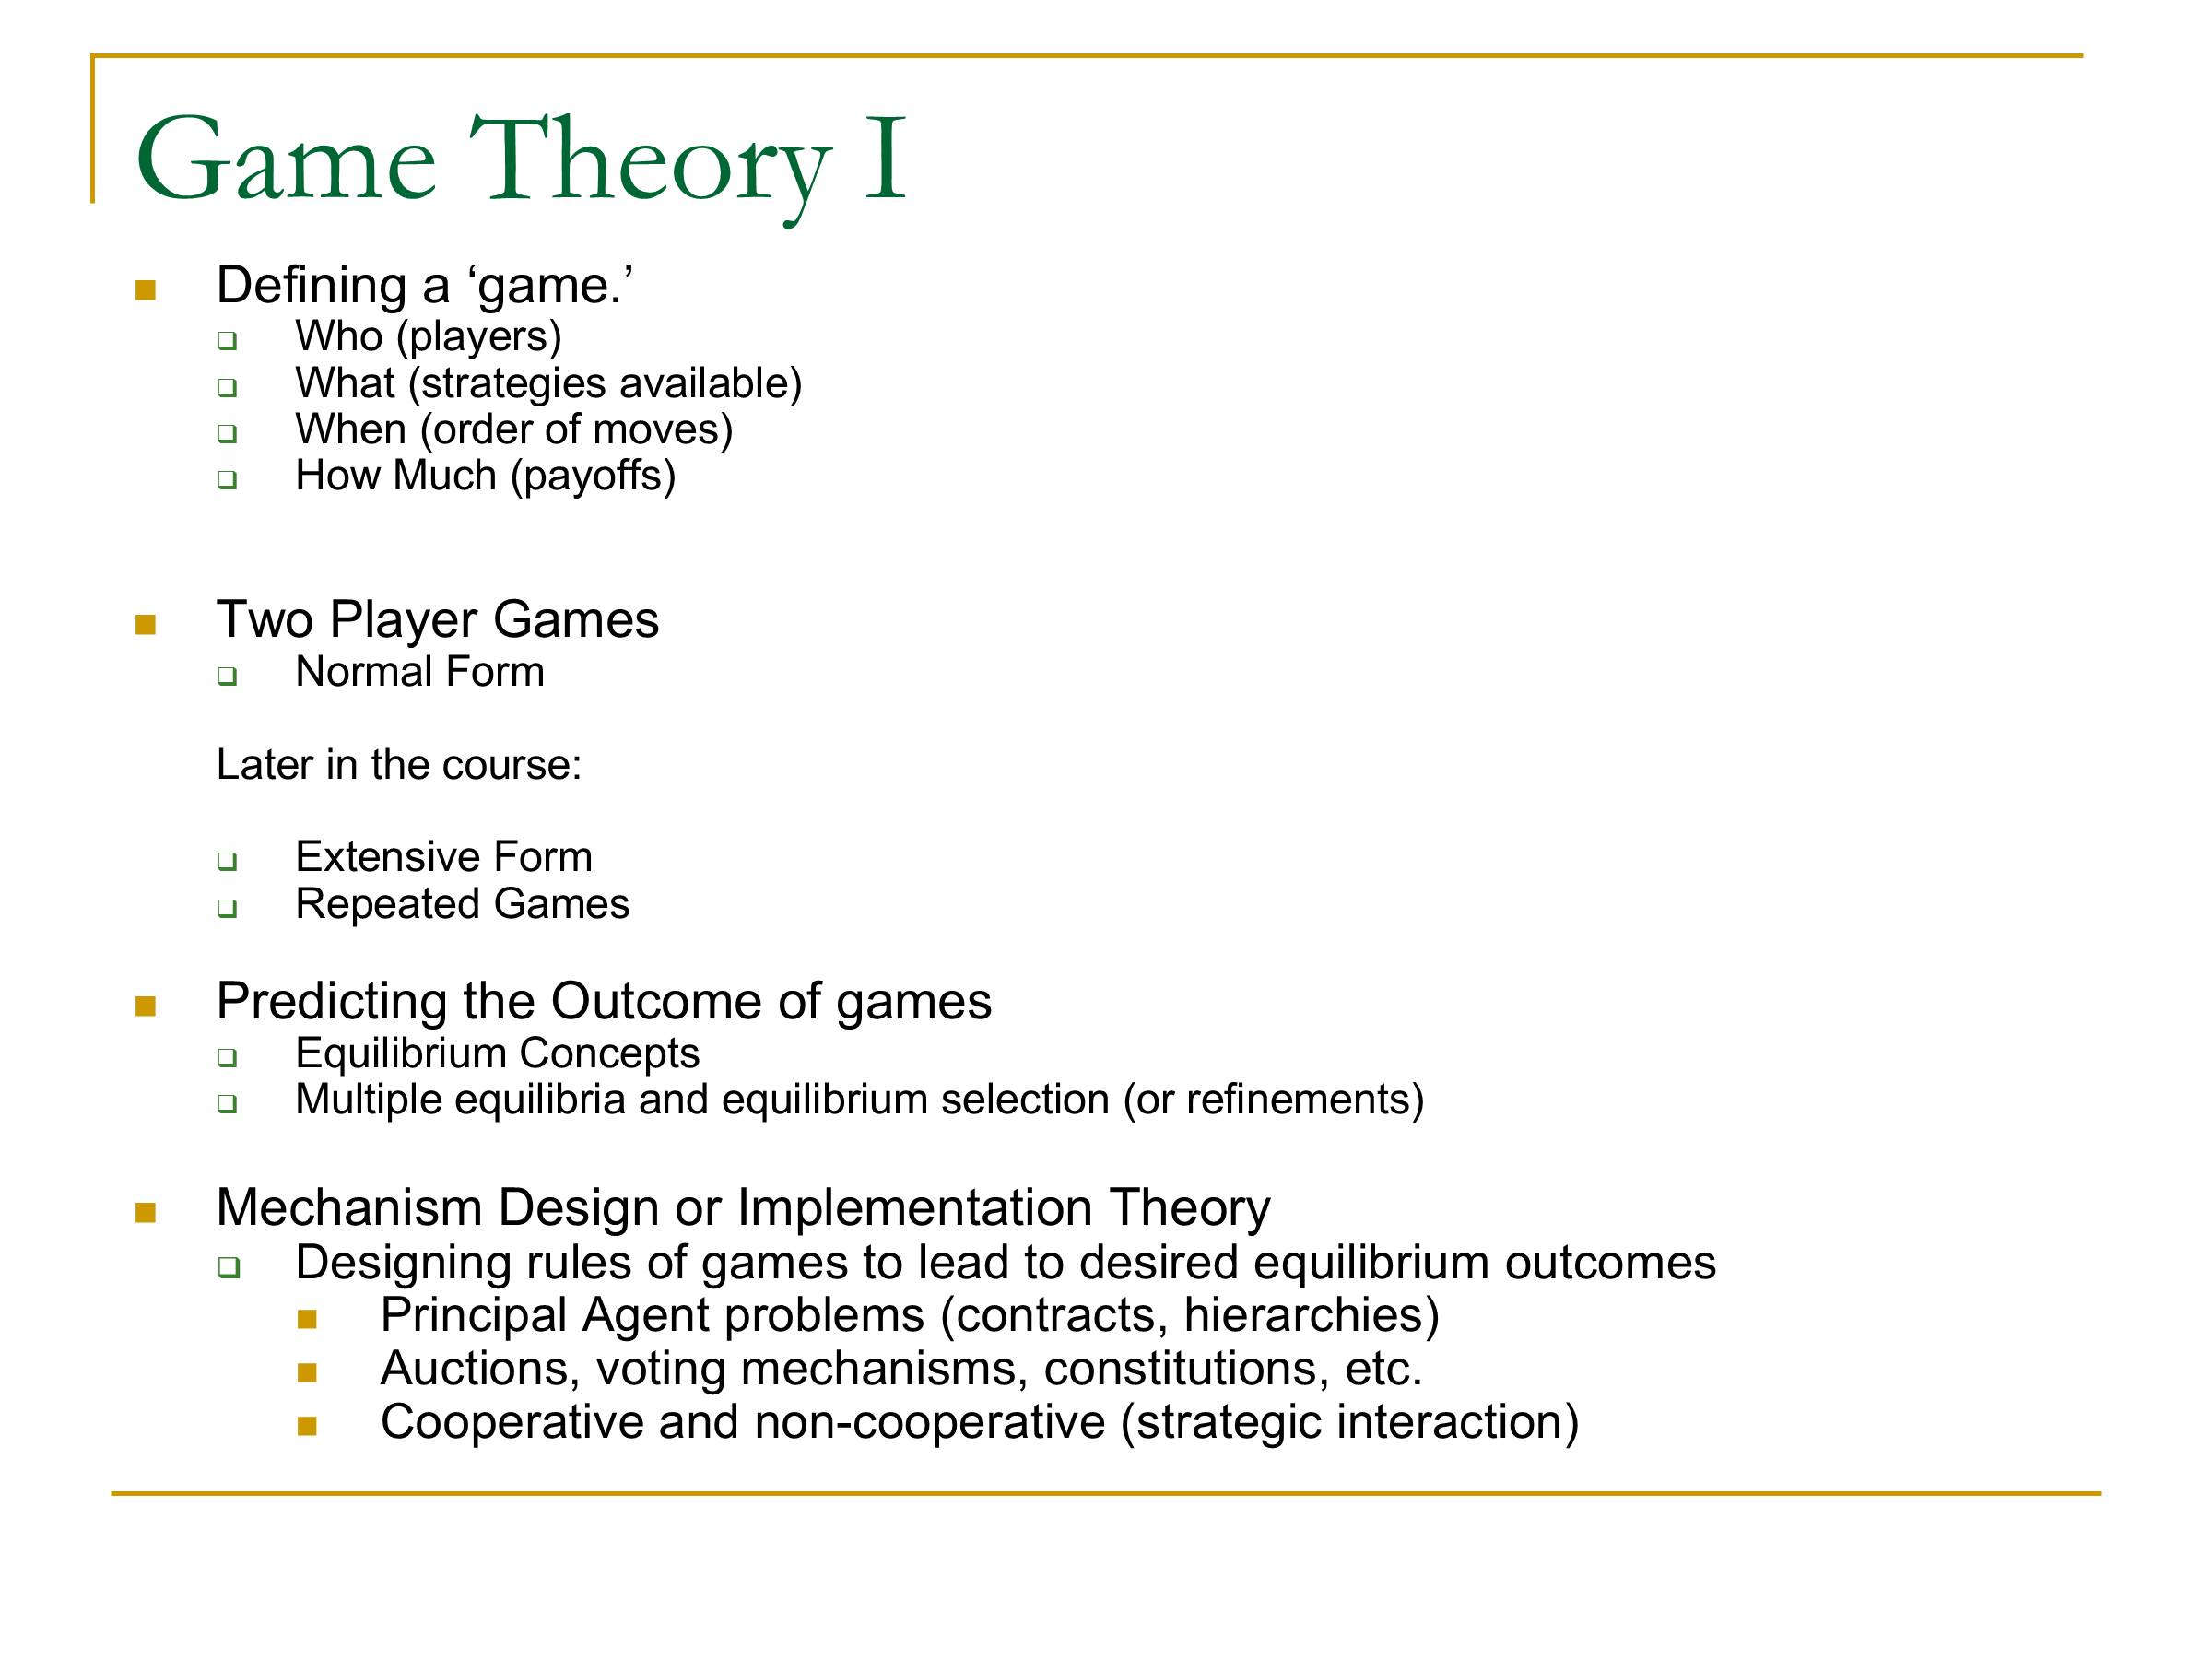 Game Theory I
Defining a ‘game.’
Who (players)
What (strategies available)
When (order of moves)
How Much (payoffs)
Two Player Games
Normal Form
Later in the course:
Extensive Form
Repeated Games
Predicting the Outcome of games
Equilibrium Concepts
Multiple equilibria and equilibrium selection (or refinements)
Mechanism Design or Implementation Theory
Designing rules of games to lead to desired equilibrium outcomes
Principal Agent problems (contracts, hierarchies)
Auctions, voting mechanisms, constitutions, etc.
Cooperative and non-cooperative (strategic interaction)